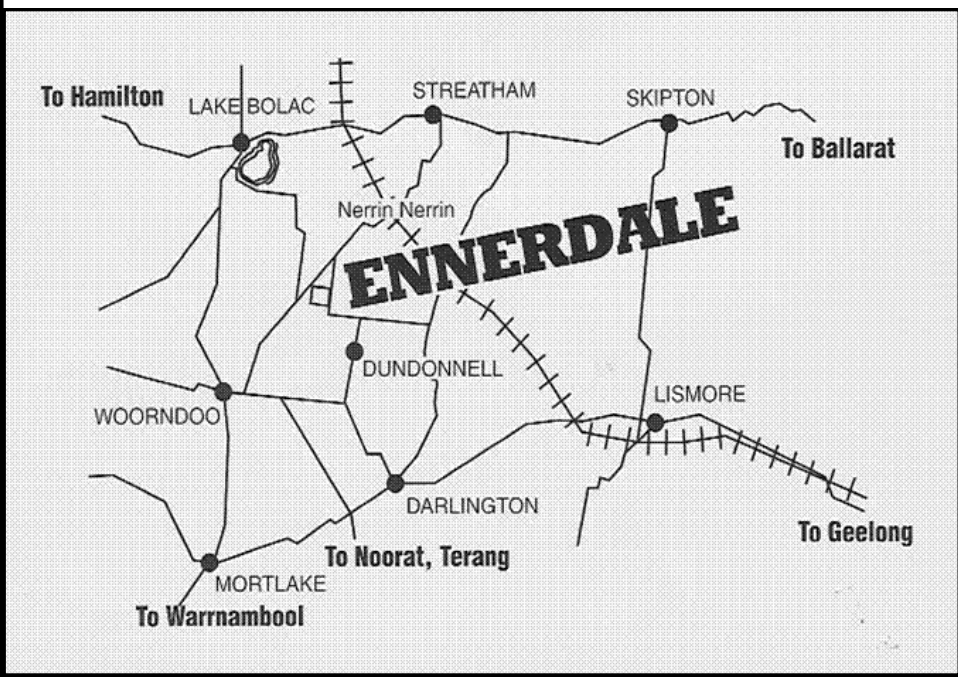 To Hamilton
LAKE BOLAC
STREATHAM
SKIPTON
To Ballarat
Nerrin Nerrin
ENNERDALE
DUNDONNELL
LISMORE
WOORNDOO
DARLINGTON
To Geelong
To Noorat, Terang
MORTLAKE
To Warrnambool